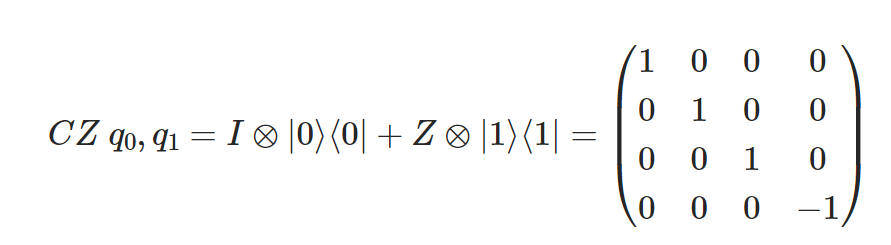 CZ q₀, q₁ = I ⊗ |0⟩⟨0| + Z ⊗ |1⟩⟨1| =
1 0 0 0
0 1 0 0
0 0 1 0
0 0 0 −1